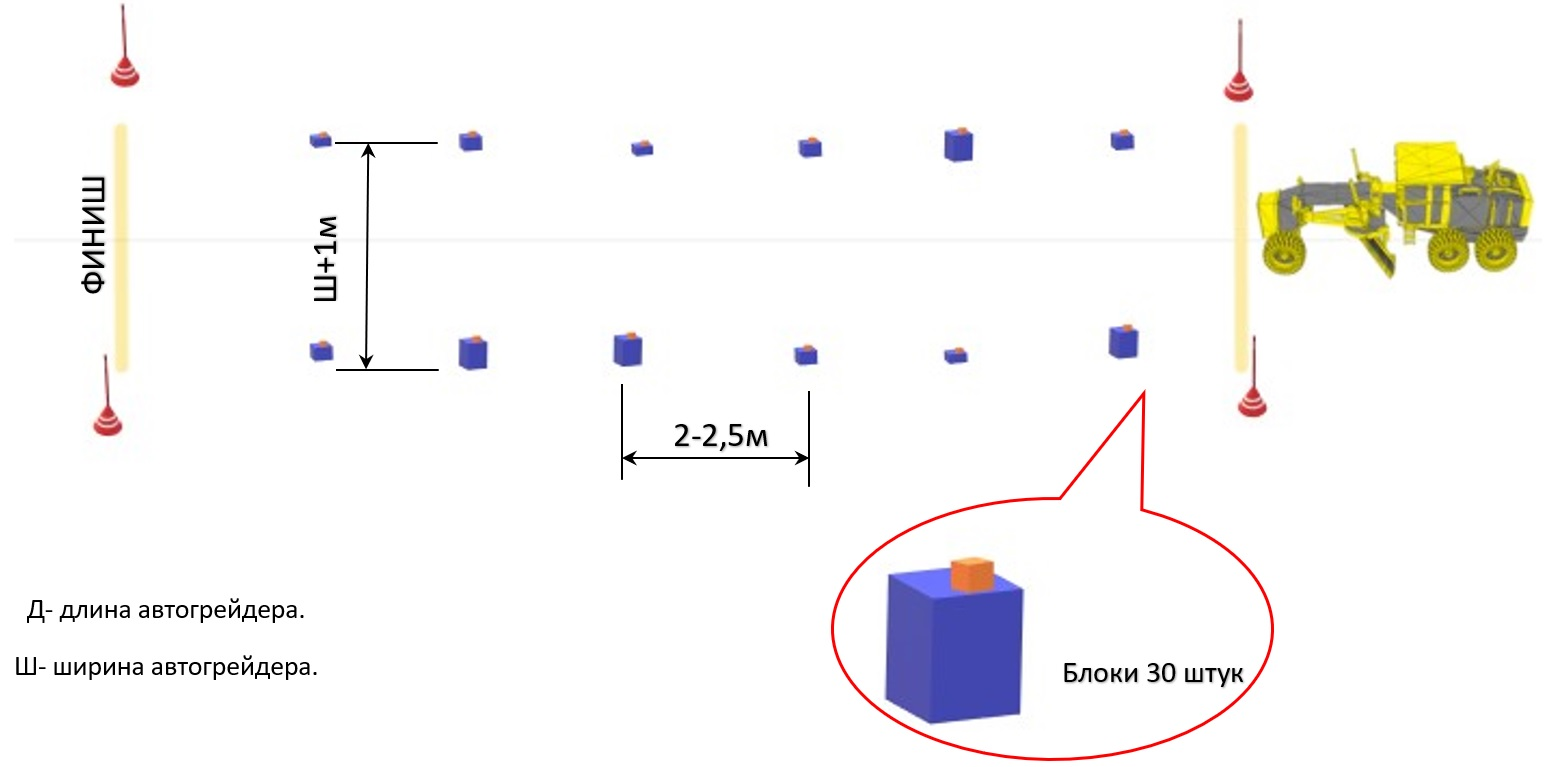 ФИНИШ
Ш+1м
2-2,5м
Д- длина автогрейдера.
Ш- ширина автогрейдера.
Блоки 30 штук